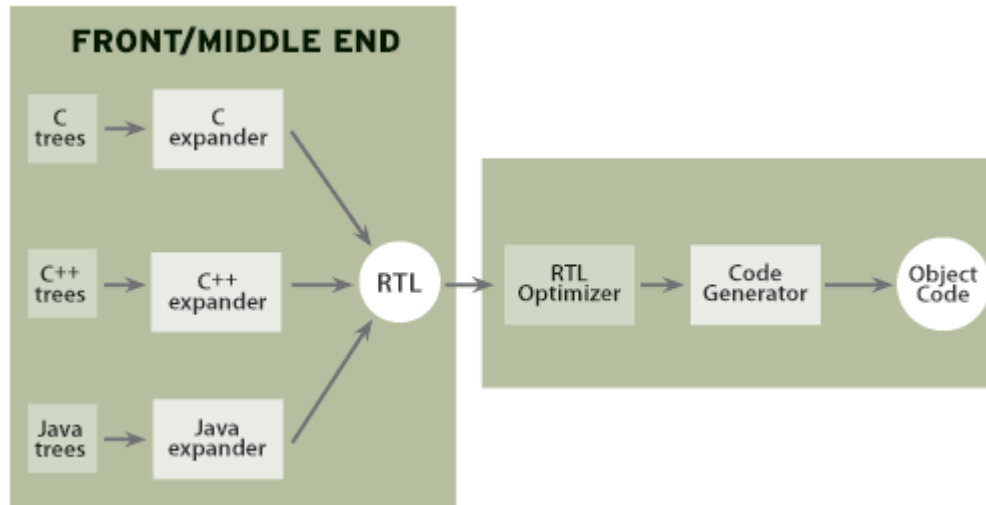 FRONT/MIDDLE END
C
trees
C
expander
C++
trees
C++
expander
Java
trees
Java
expander
RTL
RTL
Optimizer
Code
Generator
Object
Code